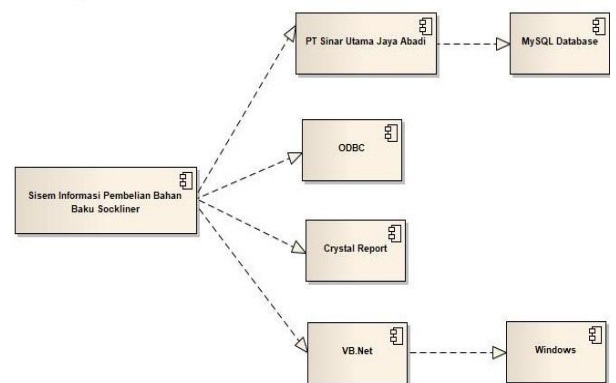 PT Sinar Utama Jaya Abadi
MySQL Database
ODBC
Sisem Informasi Pembelian Bahan
Baku Sockliner
Crystal Report
VB.Net
Windows